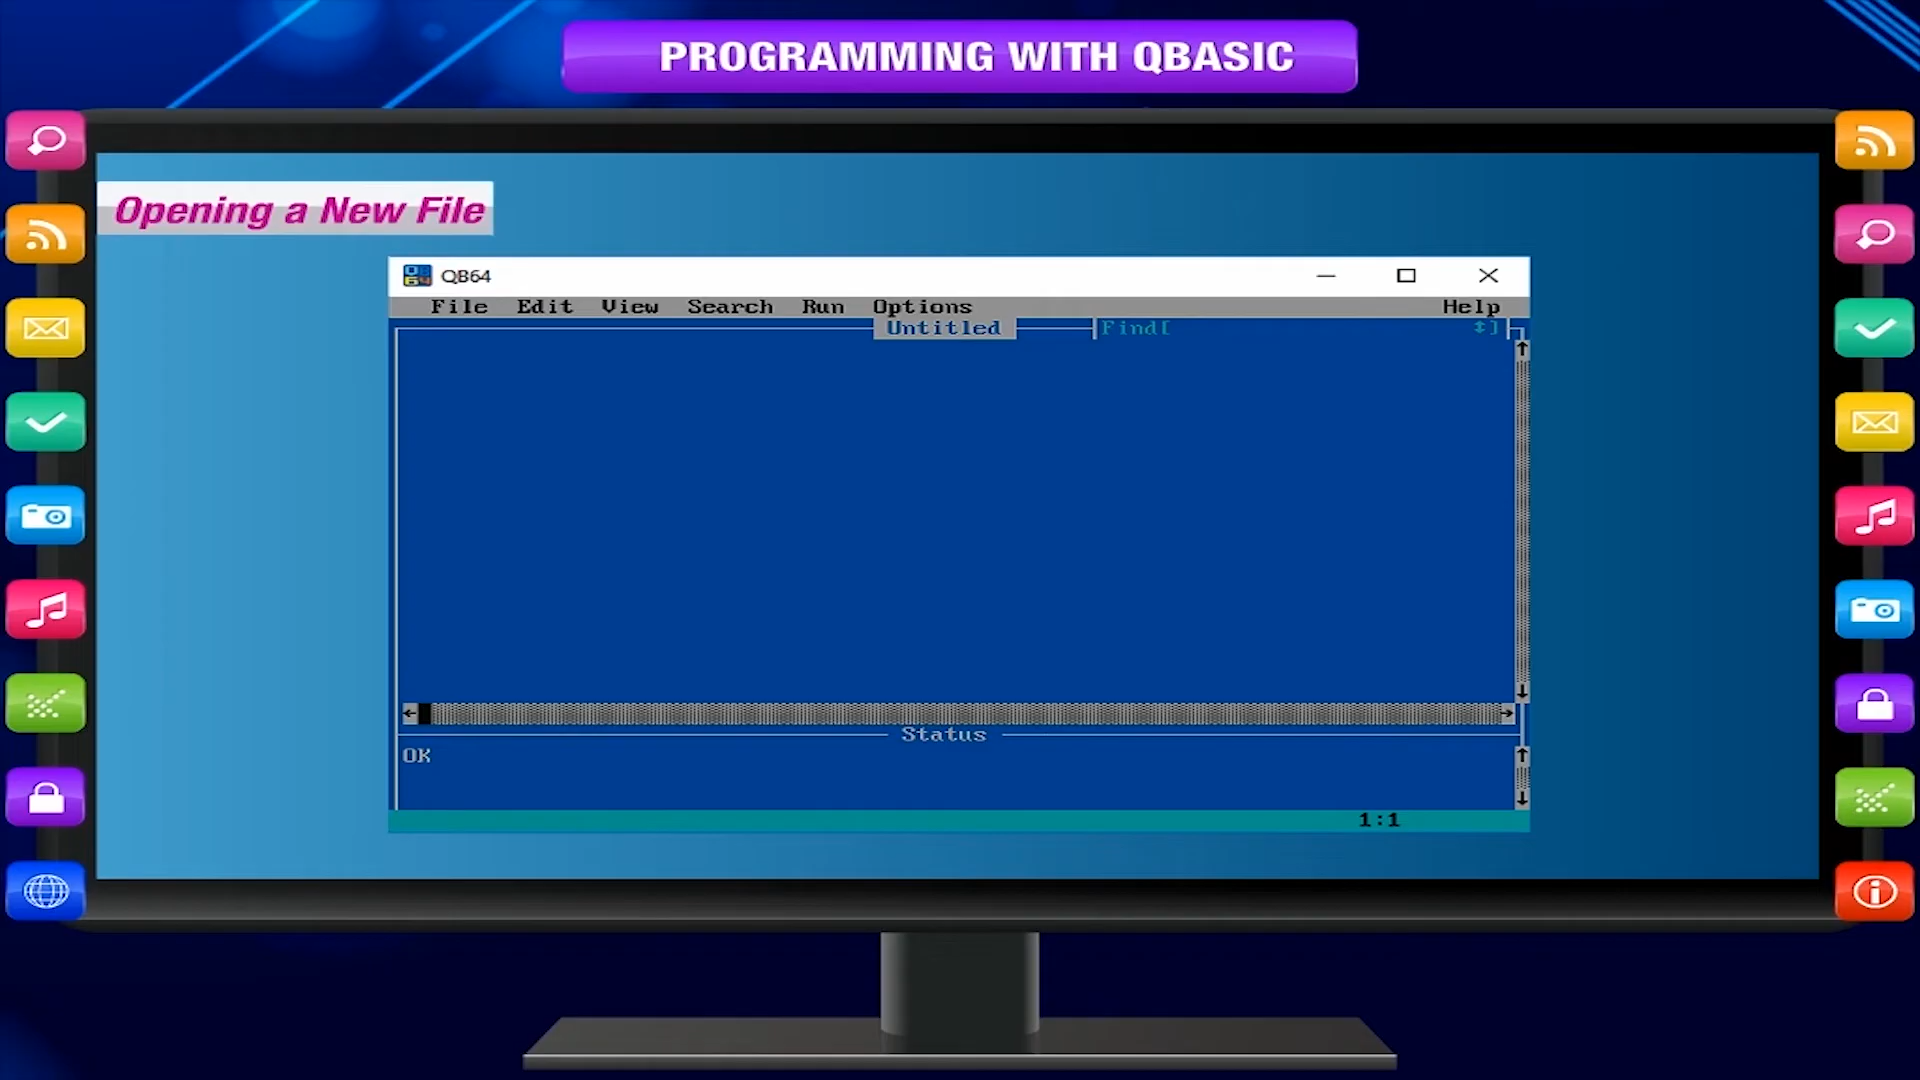 PROGRAMMING WITH QBASIC
Opening a New File
QB64
File Edit View Search Run Options Help
Untitled Find[ ↕]
Status
OK
1:1